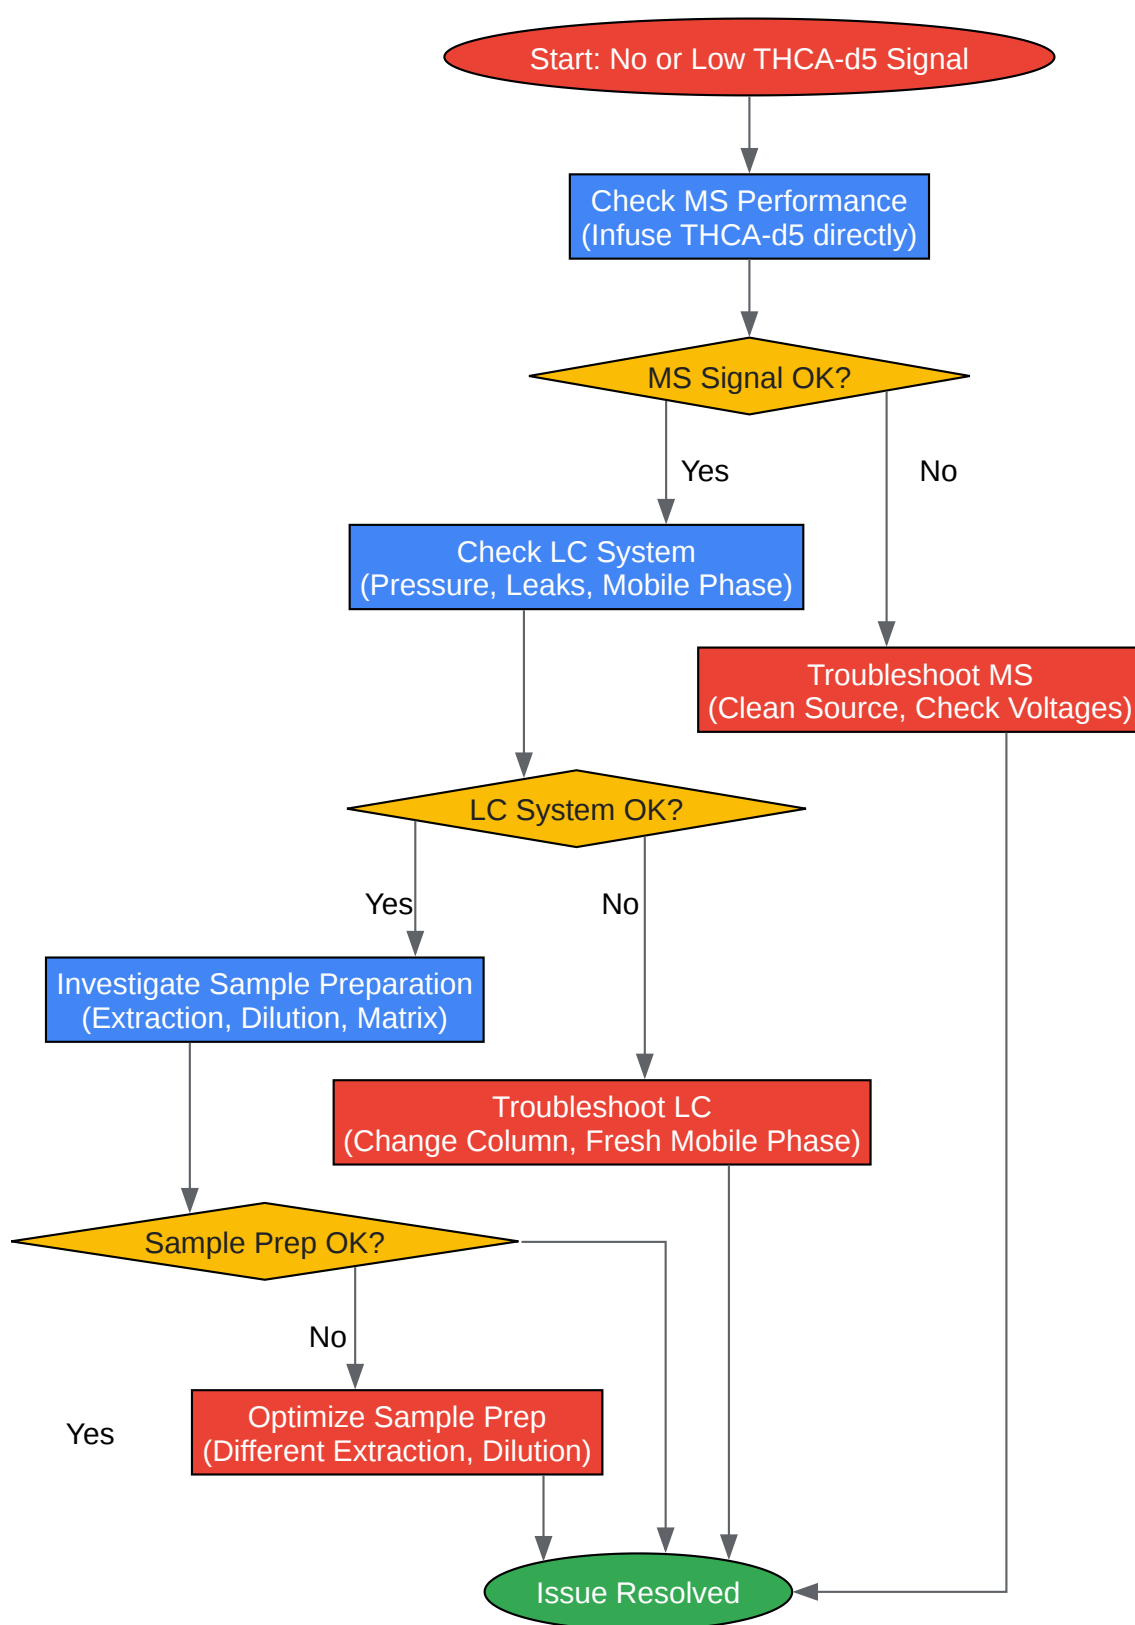 Start: No or Low THCA-d5 Signal
Check MS Performance
(Infuse THCA-d5 directly)
MS Signal OK?
Yes
No
Check LC System
(Pressure, Leaks, Mobile Phase)
Troubleshoot MS
(Clean Source, Check Voltages)
LC System OK?
Yes
No
Investigate Sample Preparation
(Extraction, Dilution, Matrix)
Troubleshoot LC
(Change Column, Fresh Mobile Phase)
Sample Prep OK?
No
Optimize Sample Prep
(Different Extraction, Dilution)
Yes
Issue Resolved